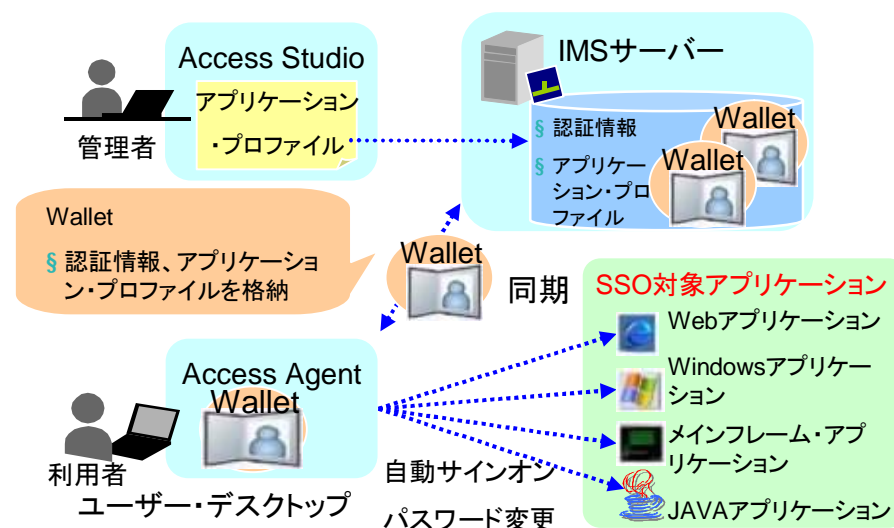 Access Studio
アプリケーション
・プロファイル
管理者
IMSサーバー
§ 認証情報
§ アプリケー
ション・プロ
ファイル
Wallet
Wallet
Wallet
§ 認証情報、アプリケーショ
ン・プロファイルを格納
Wallet
同期
SSO対象アプリケーション
Webアプリケーション
Windowsアプリケー
ション
メインフレーム・アプ
リケーション
JAVAアプリケーション
Access Agent
Wallet
利用者
ユーザー・デスクトップ
自動サインオン
パスワード変更